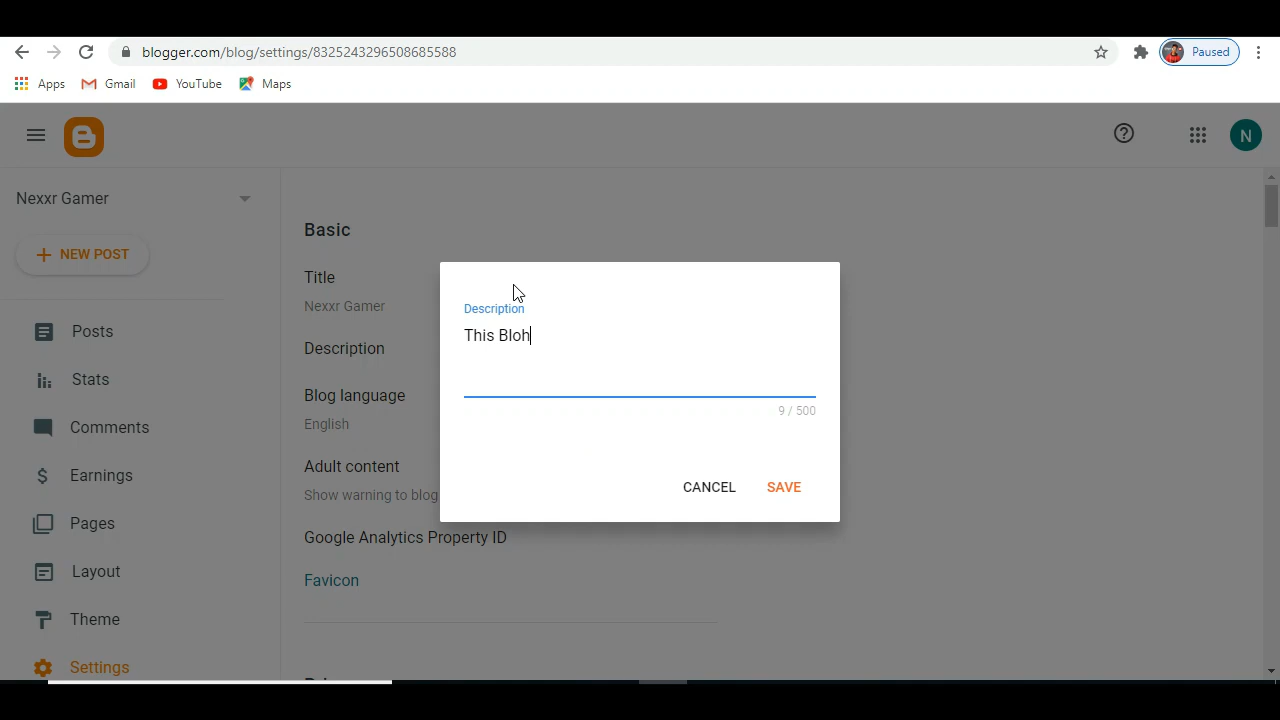 blogger.com/blog/settings/8325243296508685588
Paused
Apps
Gmail
YouTube
Maps
N
Nexxr Gamer
NEW POST
Posts
Stats
Comments
Earnings
Pages
Layout
Theme
Settings
Basic
Title
Nexxr Gamer
Description
Blog language
English
Adult content
Show warning to blog
Google Analytics Property ID
Favicon
Description
This Bloh
9 / 500
CANCEL
SAVE